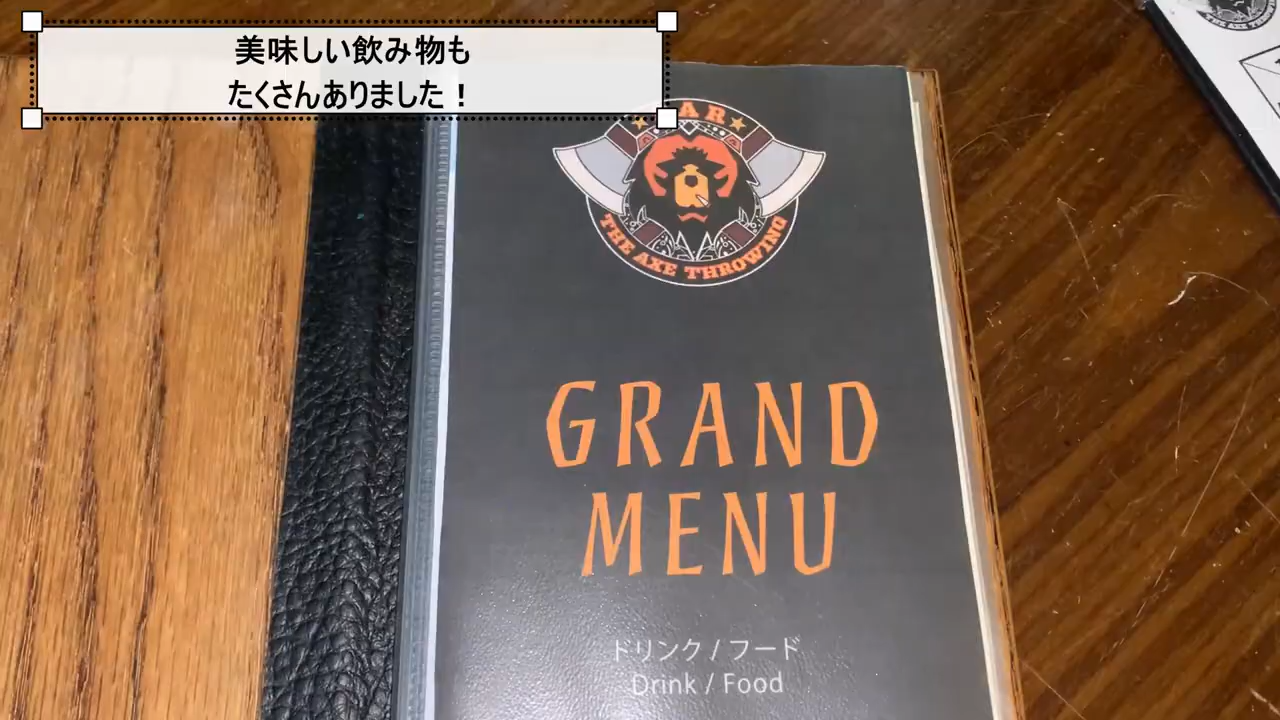 美味しい飲み物も
たくさんありました！
THE AXE THROWING
GRAND
MENU
ドリンク / フード
Drink / Food